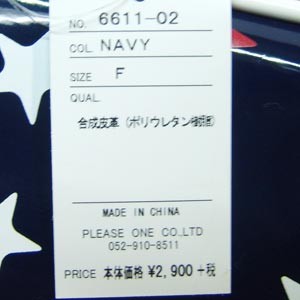 NO. 6611-02
COL. NAVY
SIZE F
QUAL.
合成皮革 (ポリウレタン樹脂)
MADE IN CHINA
PLEASE ONE CO.,LTD
052-910-8511
PRICE 本体価格 ¥2,900 +税